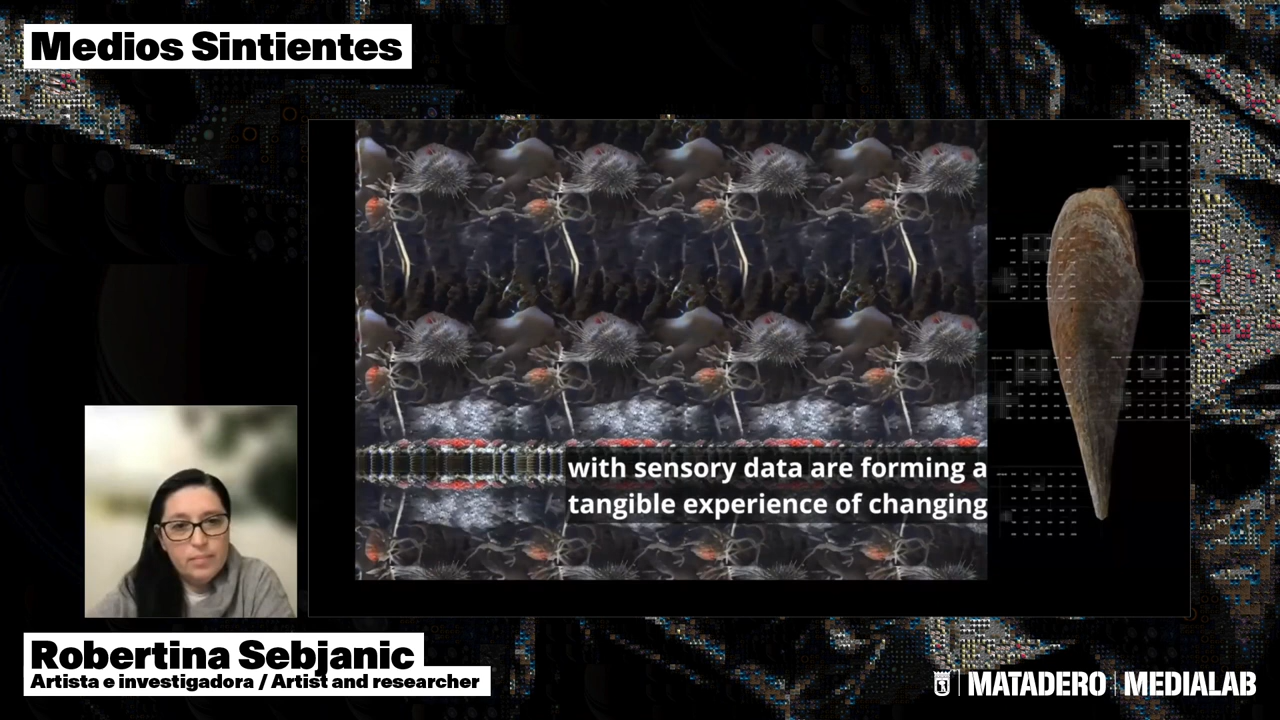 Medios Sintientes
with sensory data are forming a
tangible experience of changing
Robertina Sebjanic
Artista e investigadora / Artist and researcher
MATADERO MEDIALAB